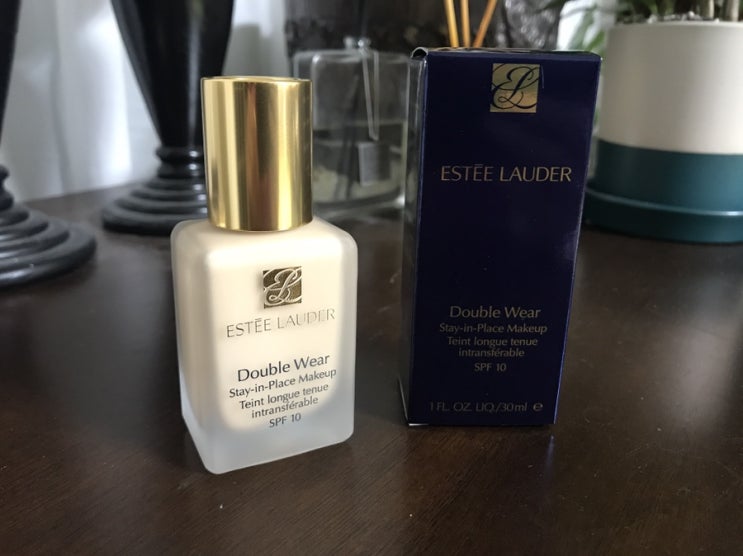 ESTĒE LAUDER
Double Wear
Stay-in-Place Makeup
Teint longue tenue
intransférable
SPF 10
ESTĒE LAUDER
Double Wear
Stay-in-Place Makeup
Teint longue tenue
intransférable
SPF 10
1 FL. OZ. LIQ./30ml e